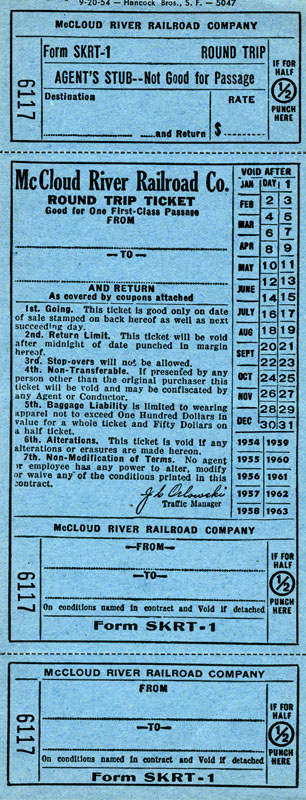 9-20-54 — Hancock Bros., S. F. — 5047
McCLOUD RIVER RAILROAD COMPANY
Form SKRT-1 ROUND TRIP
AGENT'S STUB--Not Good for Passage
Destination RATE
and Return $
IF FOR
HALF
½
PUNCH
HERE
6117
McCloud River Railroad Co.
ROUND TRIP TICKET
Good for One First-Class Passage
FROM
—TO—
AND RETURN
As covered by coupons attached
1st. Going. This ticket is good only on date
of sale stamped on back hereof as well as next
succeeding day.
2nd. Return Limit. This ticket will be void
after midnight of date punched in margin
hereof.
3rd. Stop-overs will not be allowed.
4th. Non-Transferable. If presented by any
person other than the original purchaser this
ticket will be void and may be confiscated by
any Agent or Conductor.
5th. Baggage Liability is limited to wearing
apparel not to exceed One Hundred Dollars in
value for a whole ticket and Fifty Dollars on
a half ticket.
6th. Alterations. This ticket is void if any
alterations or erasures are made hereon.
7th. Non-Modification of Terms. No agent
or employee has any power to alter, modify
or waive any of the conditions printed in this
contract.
J C Orlowski
Traffic Manager
VOID AFTER
JAN DAY 1
FEB 2 3
4 5
MAR 6 7
APR 8 9
MAY 10 11
12 13
JUNE 14 15
JULY 16 17
AUG 18 19
20 21
SEPT 22 23
OCT 24 25
NOV 26 27
28 29
DEC 30 31
1954 1959
1955 1960
1956 1961
1957 1962
1958 1963
McCLOUD RIVER RAILROAD COMPANY
—FROM—
—TO—
On conditions named in contract and Void if detached
Form SKRT-1
IF FOR
HALF
½
PUNCH
HERE
6117
McCLOUD RIVER RAILROAD COMPANY
FROM
—TO—
On conditions named in contract and Void if detached
Form SKRT-1
IF FOR
HALF
½
PUNCH
HERE
6117